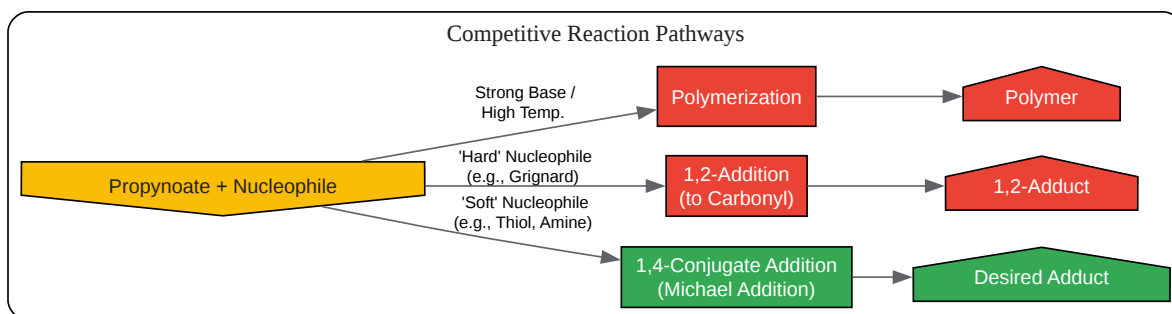 Competitive Reaction Pathways
Strong Base /
High Temp.
Polymerization
Polymer
Propynoate + Nucleophile
'Hard' Nucleophile
(e.g., Grignard)
1,2-Addition
(to Carbonyl)
1,2-Adduct
'Soft' Nucleophile
(e.g., Thiol, Amine)
1,4-Conjugate Addition
(Michael Addition)
Desired Adduct